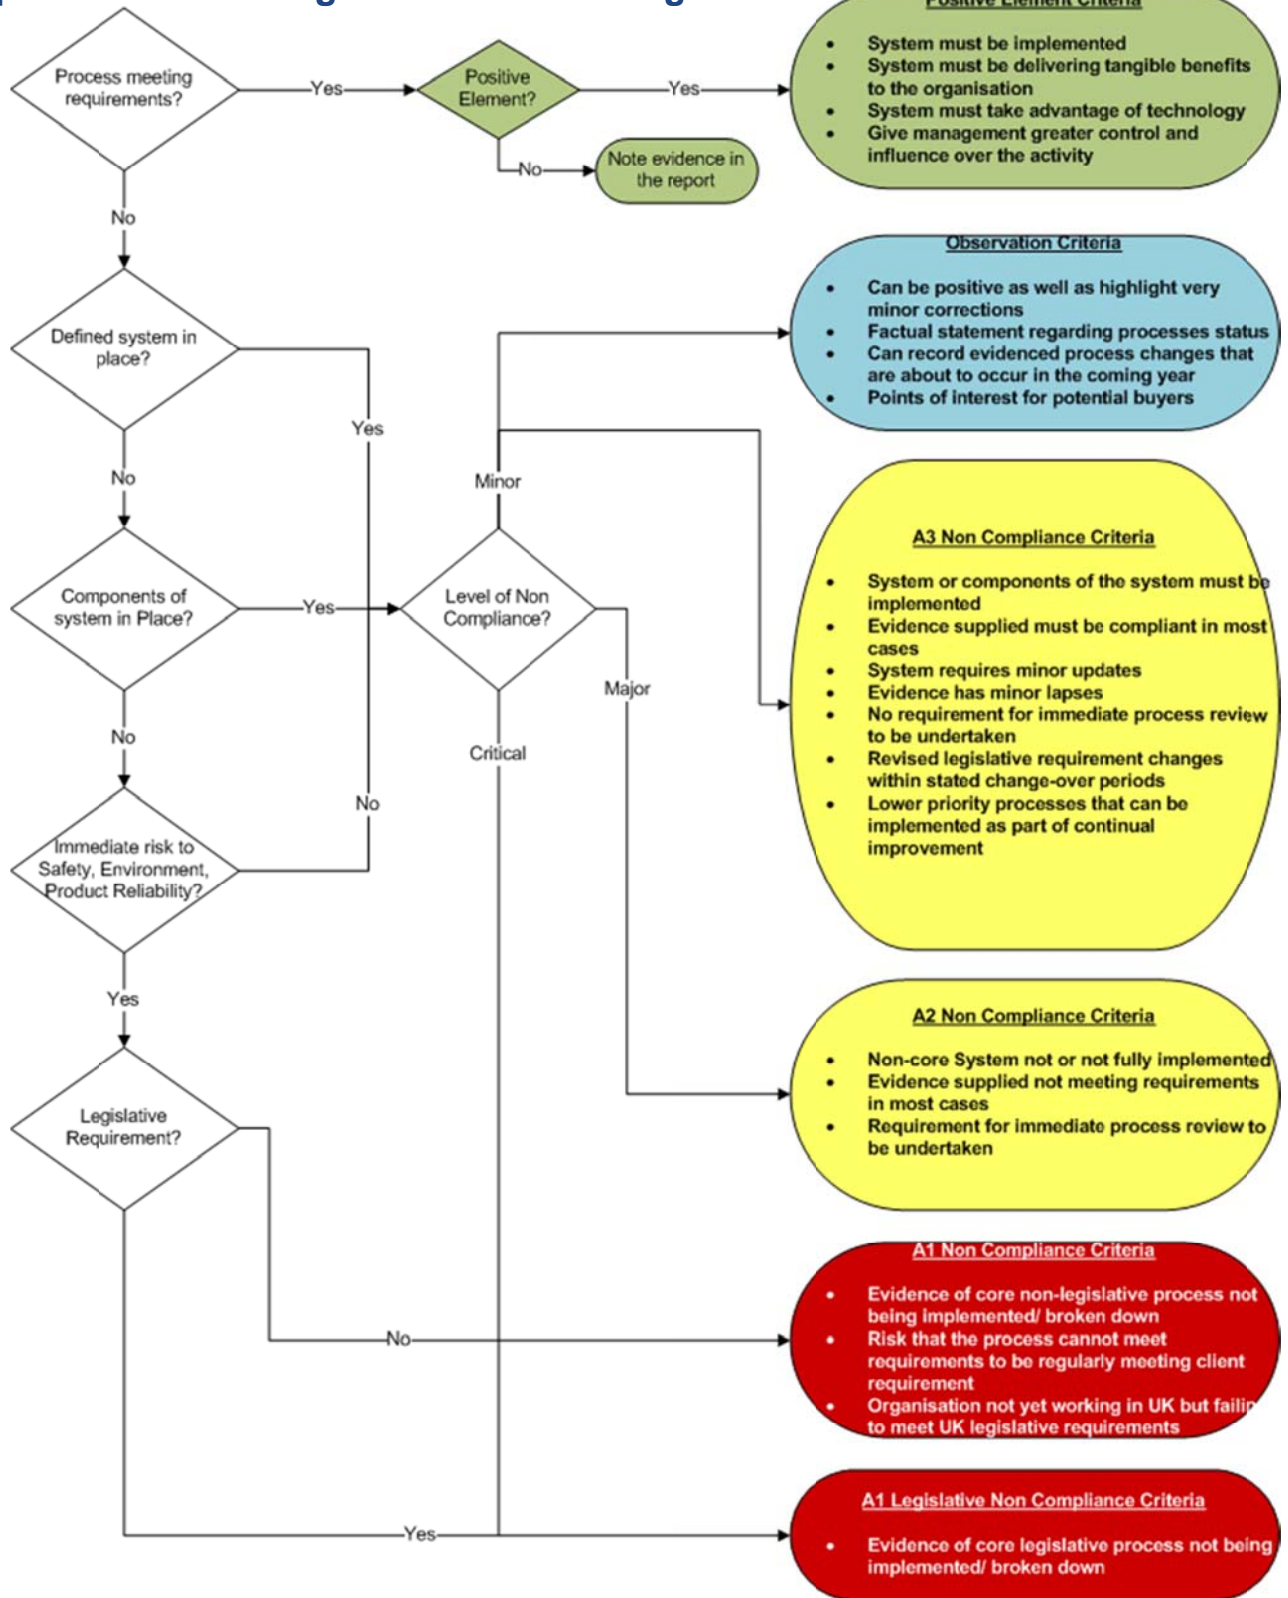 Positive Element Criteria
Process meeting
requirements?
Yes
Positive
Element?
Yes
• System must be implemented
• System must be delivering tangible benefits
to the organisation
• System must take advantage of technology
• Give management greater control and
influence over the activity
No
Note evidence in
the report
No
Observation Criteria
• Can be positive as well as highlight very
minor corrections
• Factual statement regarding processes status
• Can record evidenced process changes that
are about to occur in the coming year
• Points of interest for potential buyers
Defined system in
place?
Yes
No
Minor
A3 Non Compliance Criteria
• System or components of the system must be
implemented
• Evidence supplied must be compliant in most
cases
• System requires minor updates
• Evidence has minor lapses
• No requirement for immediate process review
to be undertaken
• Revised legislative requirement changes
within stated change-over periods
• Lower priority processes that can be
implemented as part of continual
improvement
Components of
system in Place?
Yes
Level of Non
Compliance?
Major
No
Critical
No
Immediate risk to
Safety, Environment,
Product Reliability?
Yes
A2 Non Compliance Criteria
• Non-core System not or not fully implemented
• Evidence supplied not meeting requirements
in most cases
• Requirement for immediate process review to
be undertaken
Legislative
Requirement?
A1 Non Compliance Criteria
• Evidence of core non-legislative process not
being implemented/ broken down
• Risk that the process cannot meet
requirements to be regularly meeting client
requirement
• Organisation not yet working in UK but failin
to meet UK legislative requirements
No
A1 Legislative Non Compliance Criteria
• Evidence of core legislative process not being
implemented/ broken down
Yes